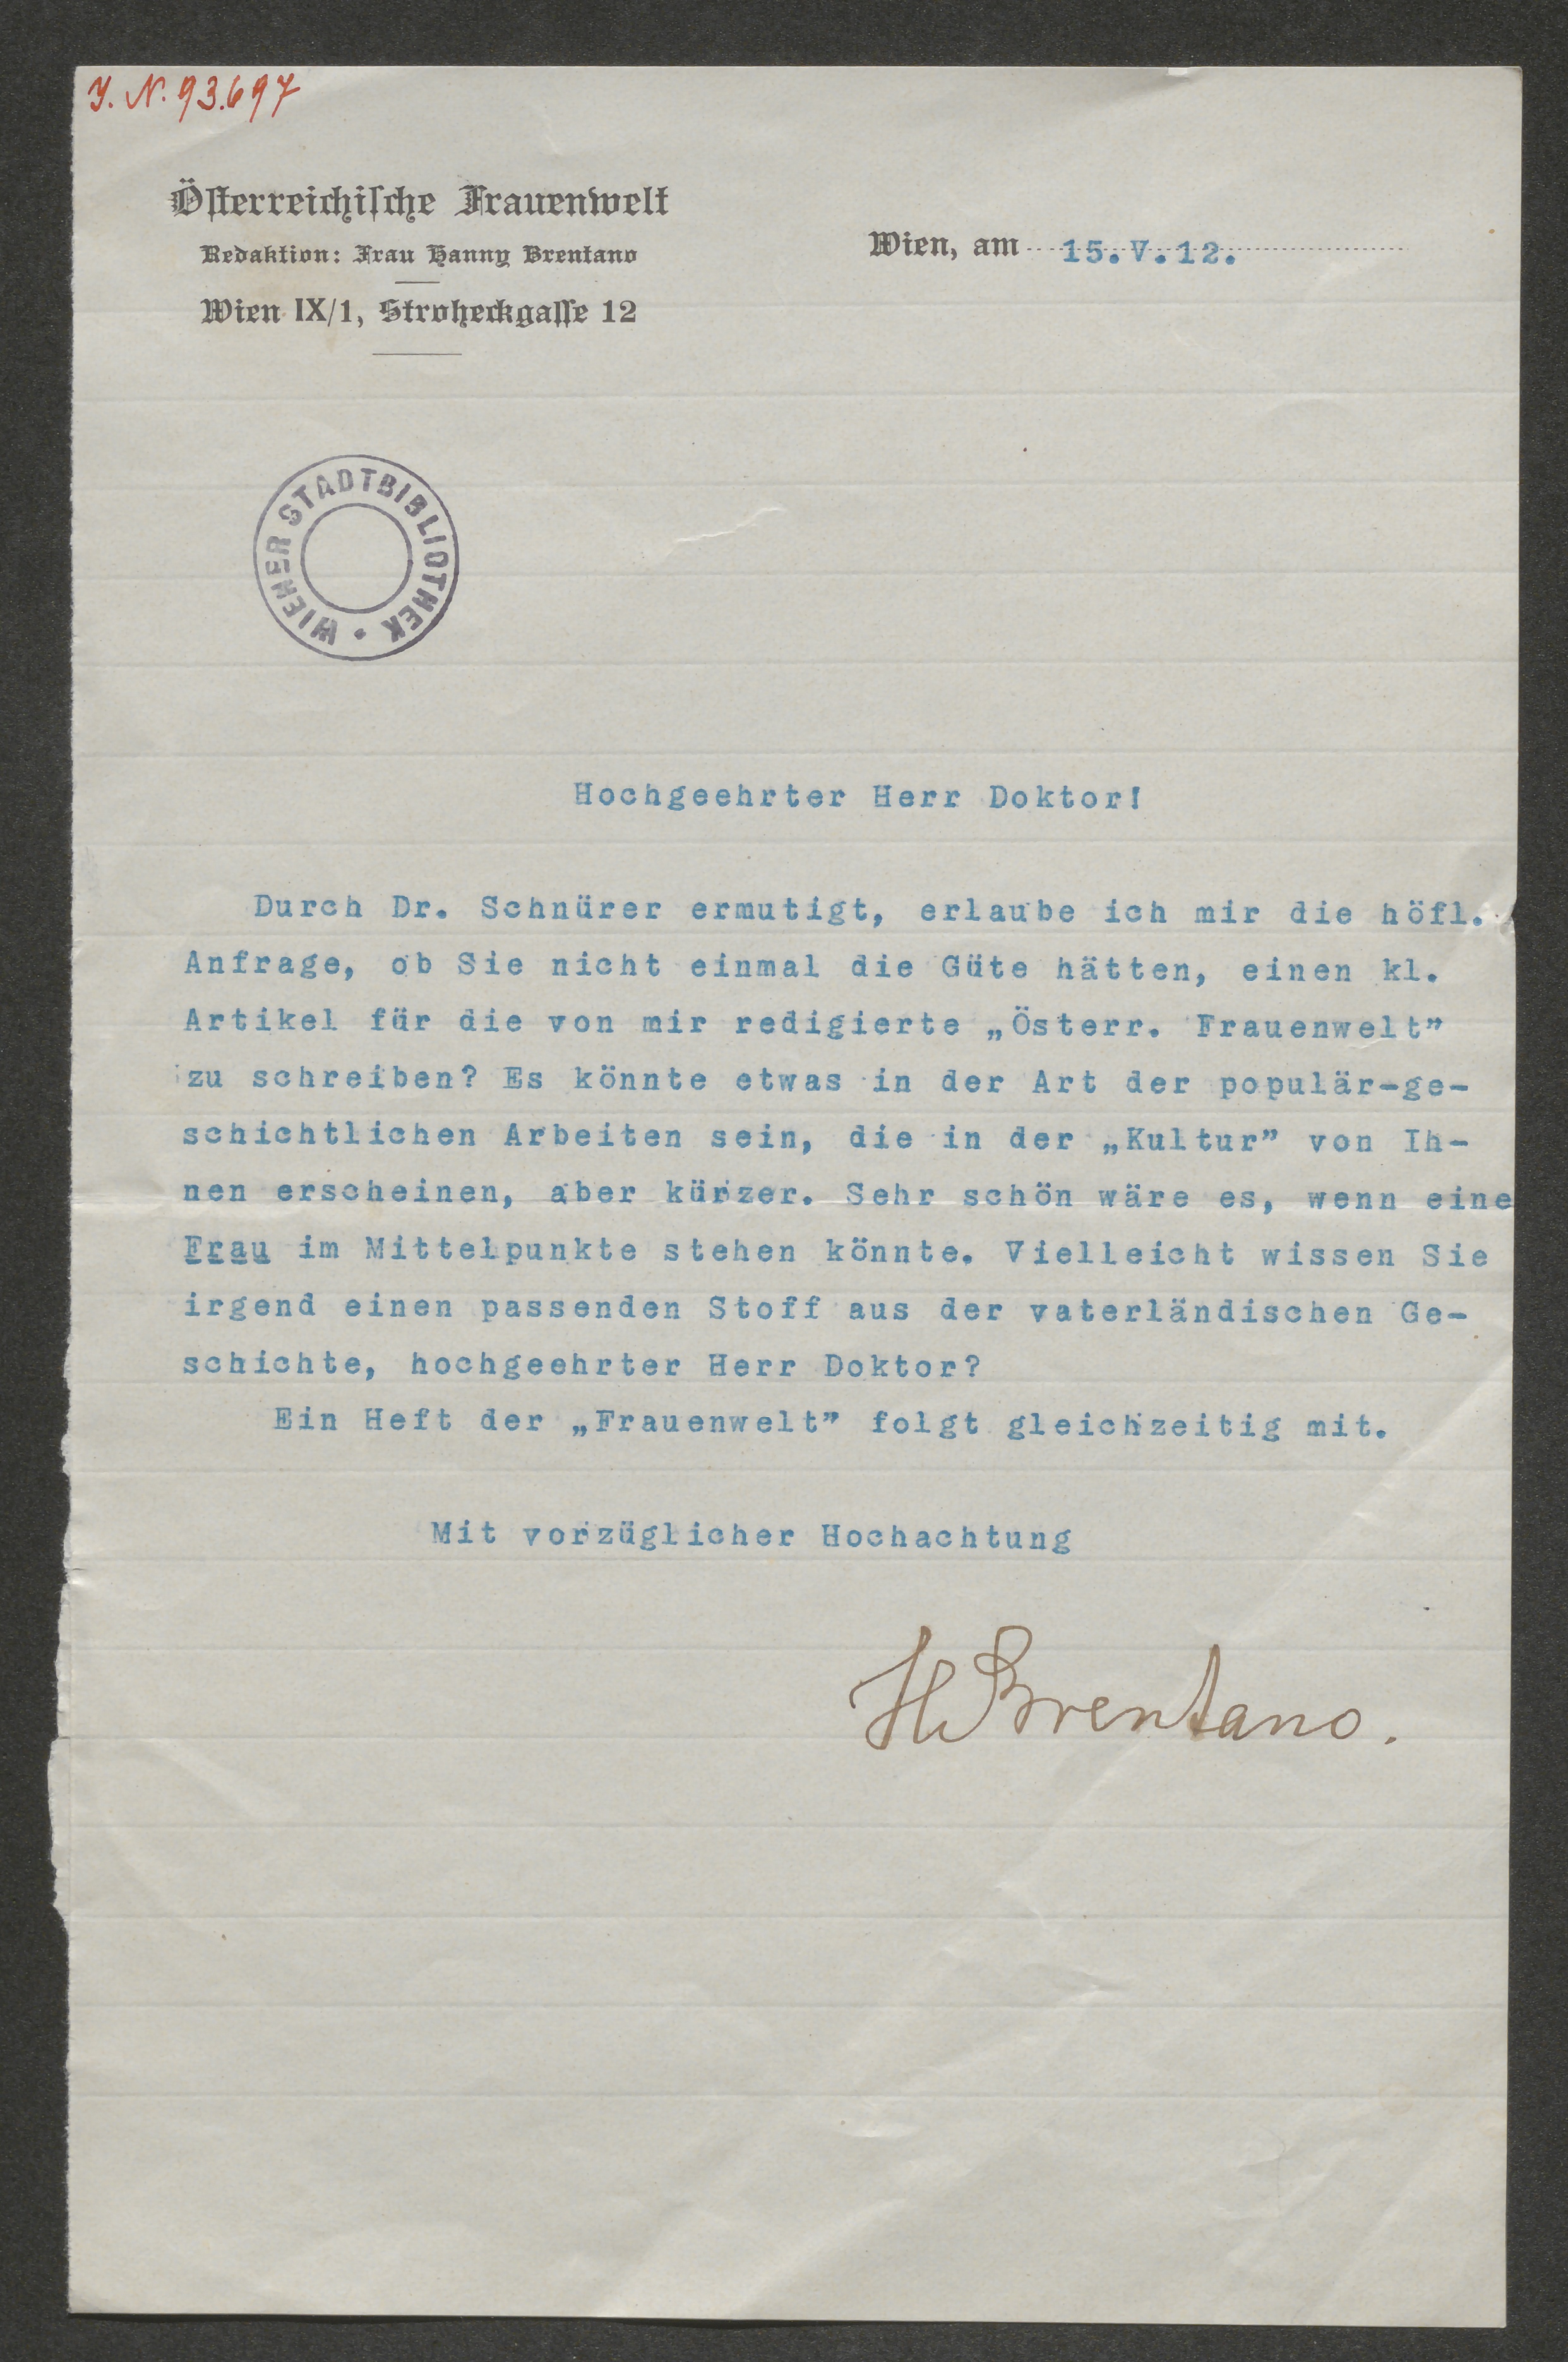 J. N. 93.697
Österreichische Frauenwelt
Redaktion: Frau Hanny Brentano
Wien IX/1, Stroheckgasse 12
Wien, am 15.V.12.
WIENER STADTBIBLIOTHEK •
Hochgeehrter Herr Doktor!
Durch Dr. Schnürer ermutigt, erlaube ich mir die höfl.
Anfrage, ob Sie nicht einmal die Güte hätten, einen kl.
Artikel für die von mir redigierte „Österr. Frauenwelt”
zu schreiben? Es könnte etwas in der Art der populär-ge-
schichtlichen Arbeiten sein, die in der „Kultur” von Ih-
nen erscheinen, aber kürzer. Sehr schön wäre es, wenn eine
Frau im Mittelpunkte stehen könnte. Vielleicht wissen Sie
irgend einen passenden Stoff aus der vaterländischen Ge-
schichte, hochgeehrter Herr Doktor?
Ein Heft der „Frauenwelt” folgt gleichzeitig mit.
Mit vorzüglicher Hochachtung
HBrentano.